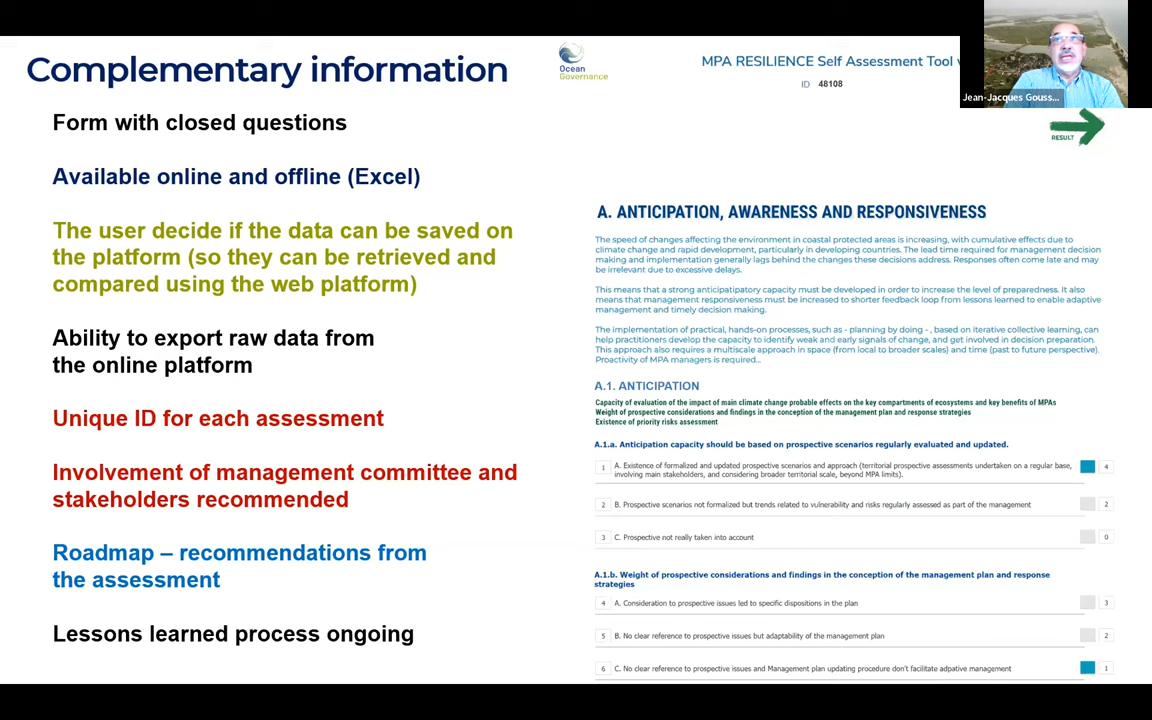 Complementary information
Form with closed questions
Available online and offline (Excel)
The user decide if the data can be saved on
the platform (so they can be retrieved and
compared using the web platform)
Ability to export raw data from
the online platform
Unique ID for each assessment
Involvement of management committee and
stakeholders recommended
Roadmap – recommendations from
the assessment
Lessons learned process ongoing
Ocean
Governance
MPA RESILIENCE Self Assessment Tool
ID 48108
Jean-Jacques Gouss...
RESULT
A. ANTICIPATION, AWARENESS AND RESPONSIVENESS
The speed of changes affecting the environment in coastal protected areas is increasing, with cumulative effects due to
climate change and rapid development, particularly in developing countries. The lead time required for management decision
making and implementation generally lags behind the changes these decisions address. Responses often come late and may
be irrelevant due to excessive delays.
This means that a strong anticipatipatory capacity must be developed in order to increase the level of preparedness. It also
means that management responsiveness must be increased to shorter feedback loop from lessons learned to enable adaptive
management and timely decision making.
The implementation of practical, hands-on processes, such as - planning by doing - , based on iterative collective learning, can
help practitioners develop the capacity to identify weak and early signals of change, and get involved in decision preparation.
This approach also requires a multiscale approach in space (from local to broader scales) and time (past to future perspective).
Proactivity of MPA managers is required...
A.1. ANTICIPATION
Capacity of evaluation of the impact of main climate change probable effects on the key compartments of ecosystems and key benefits of MPAs
Weight of prospective considerations and findings in the conception of the management plan and response strategies
Existence of priority risks assessment
A.1.a. Anticipation capacity should be based on prospective scenarios regularly evaluated and updated.
1 A. Existence of formalized and updated prospective scenarios and approach (territorial prospective assessments undertaken on a regular base, 4
involving main stakeholders, and considering broader territorial scale, beyond MPA limits).
2 B. Prospective scenarios not formalized but trends related to vulnerability and risks regularly assessed as part of the management 2
3 C. Prospective not really taken into account 0
A.1.b. Weight of prospective considerations and findings in the conception of the management plan and response
strategies
4 A. Consideration to prospective issues led to specific dispositions in the plan 3
5 B. No clear reference to prospective issues but adaptability of the management plan 2
6 C. No clear reference to prospective issues and Management plan updating procedure don't facilitate adpative management 1